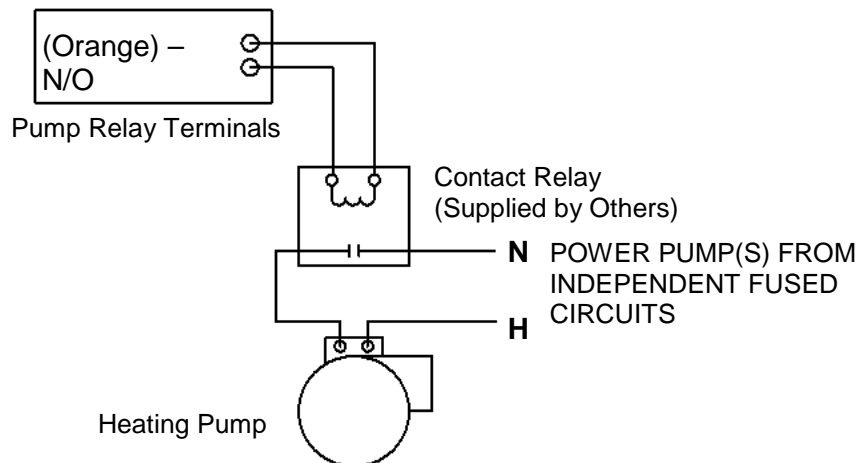 (Orange) –
N/O
Pump Relay Terminals
Contact Relay
(Supplied by Others)
N
POWER PUMP(S) FROM
INDEPENDENT FUSED
CIRCUITS
H
Heating Pump